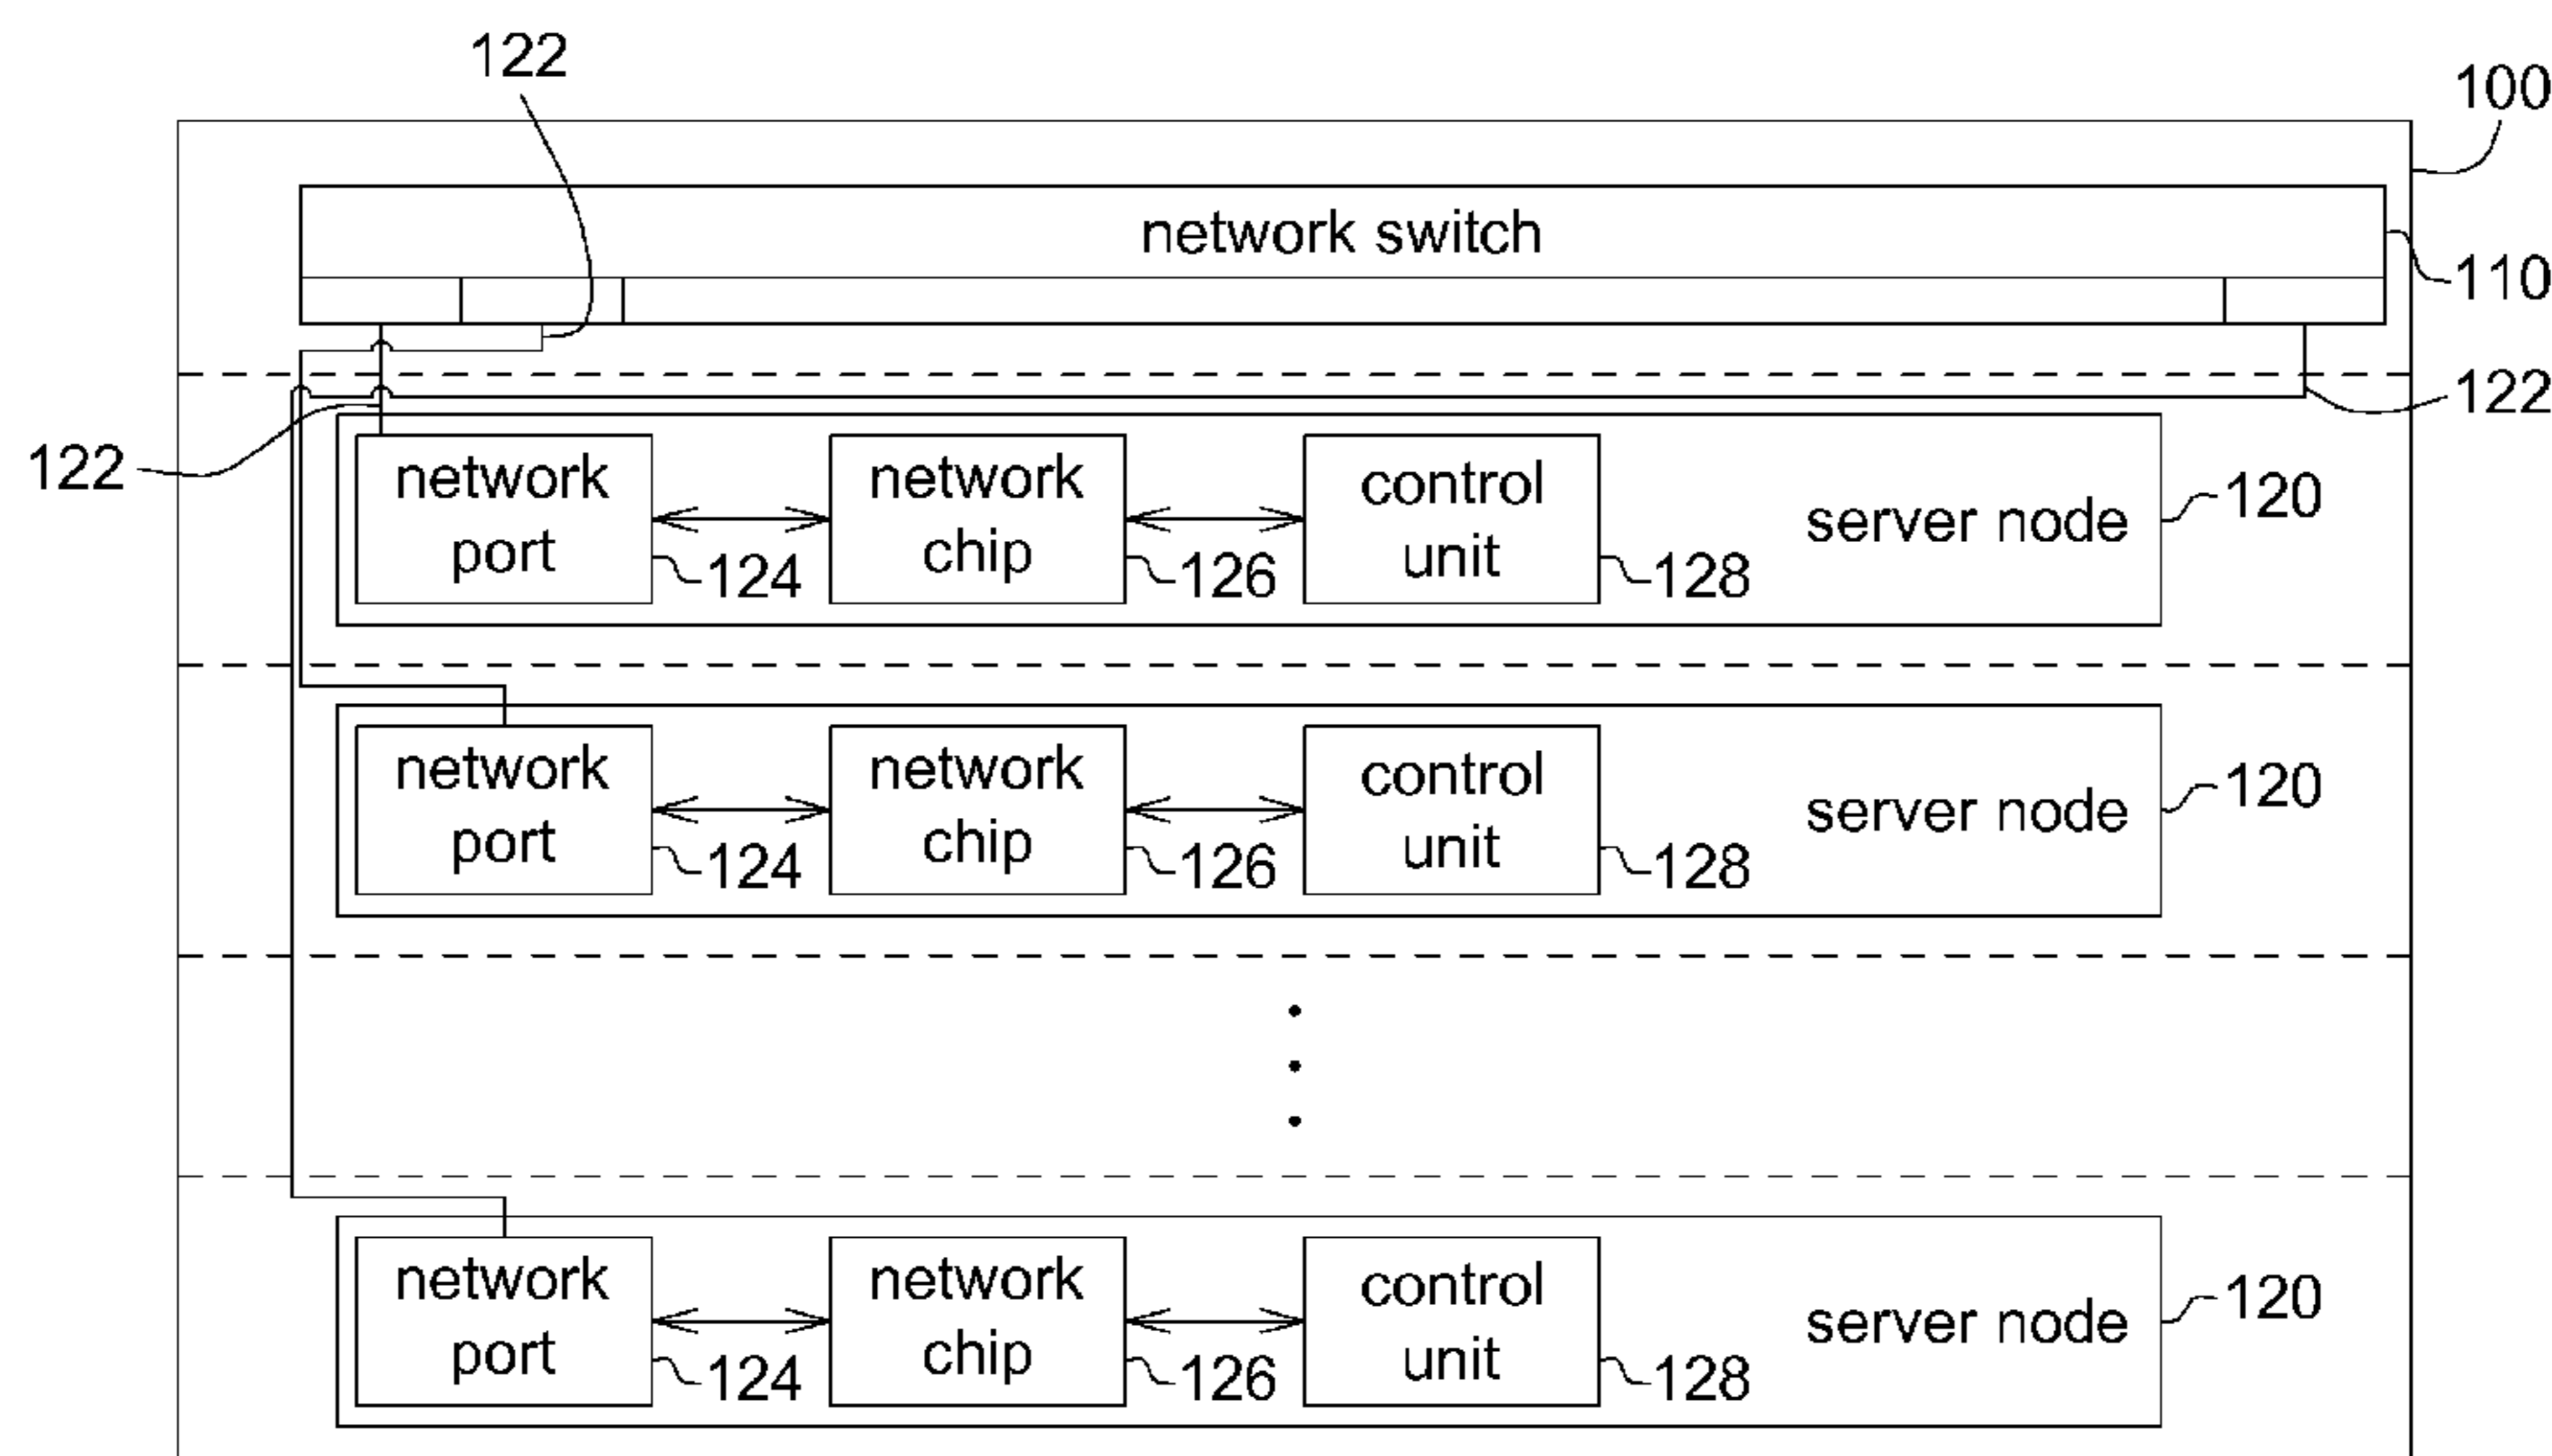 122
100
network switch
110
122
122
network port
124
network chip
126
control unit
128
server node
120
network port
124
network chip
126
control unit
128
server node
120
network port
124
network chip
126
control unit
128
server node
120